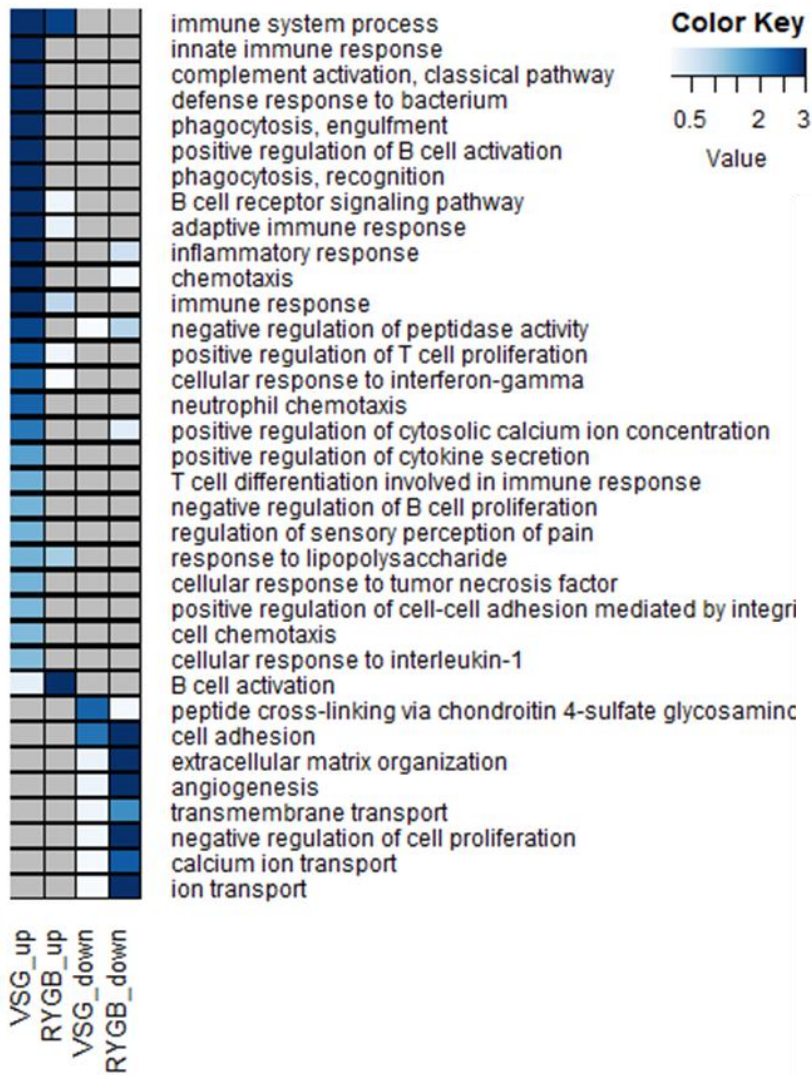 immune system process
innate immune response
complement activation, classical pathway
defense response to bacterium
phagocytosis, engulfment
positive regulation of B cell activation
phagocytosis, recognition
B cell receptor signaling pathway
adaptive immune response
inflammatory response
chemotaxis
immune response
negative regulation of peptidase activity
positive regulation of T cell proliferation
cellular response to interferon-gamma
neutrophil chemotaxis
positive regulation of cytosolic calcium ion concentration
positive regulation of cytokine secretion
T cell differentiation involved in immune response
negative regulation of B cell proliferation
regulation of sensory perception of pain
response to lipopolysaccharide
cellular response to tumor necrosis factor
positive regulation of cell-cell adhesion mediated by integri
cell chemotaxis
cellular response to interleukin-1
B cell activation
peptide cross-linking via chondroitin 4-sulfate glycosamino
cell adhesion
extracellular matrix organization
angiogenesis
transmembrane transport
negative regulation of cell proliferation
calcium ion transport
ion transport
Color Key
0.5 2 3
Value
VSG_up
RYGB_up
VSG_down
RYGB_down